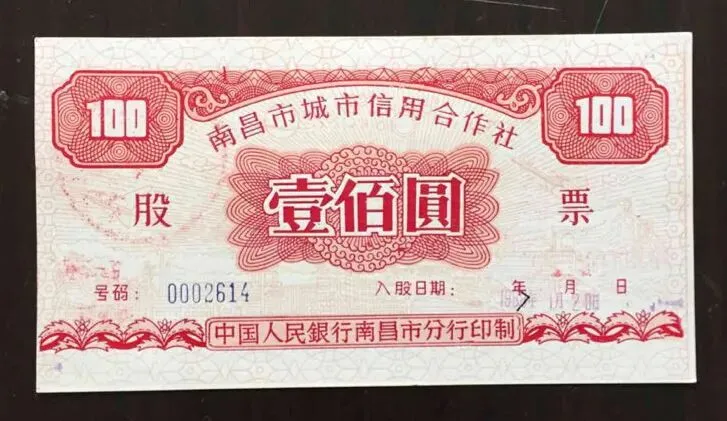 100 100
南昌市城市信用合作社
股 壹佰圓 票
号码: 0002614 入股日期: 年 月 日
中国人民銀行南昌市分行印制